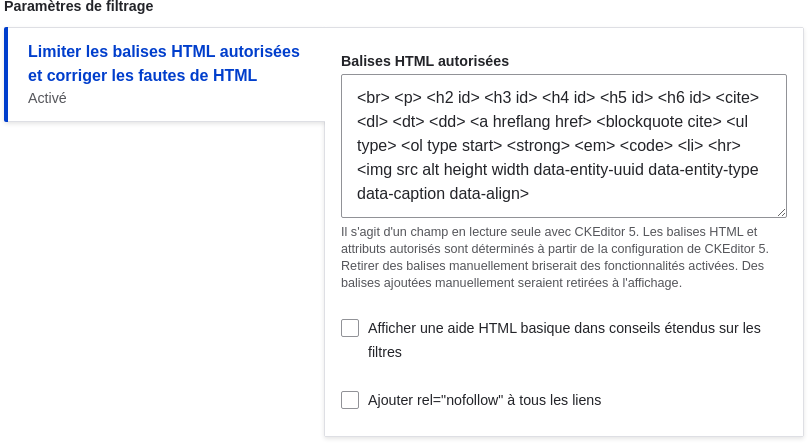 Paramètres de filtrage
Limiter les balises HTML autorisées
et corriger les fautes de HTML
Activé
Balises HTML autorisées
<br> <p> <h2 id> <h3 id> <h4 id> <h5 id> <h6 id> <cite>
<dl> <dt> <dd> <a hreflang href> <blockquote cite> <ul
type> <ol type start> <strong> <em> <code> <li> <hr>
<img src alt height width data-entity-uuid data-entity-type
data-caption data-align>
Il s'agit d'un champ en lecture seule avec CKEditor 5. Les balises HTML et
attributs autorisés sont déterminés à partir de la configuration de CKEditor 5.
Retirer des balises manuellement briserait des fonctionnalités activées. Des
balises ajoutées manuellement seraient retirées à l'affichage.
Afficher une aide HTML basique dans conseils étendus sur les
filtres
Ajouter rel="nofollow" à tous les liens